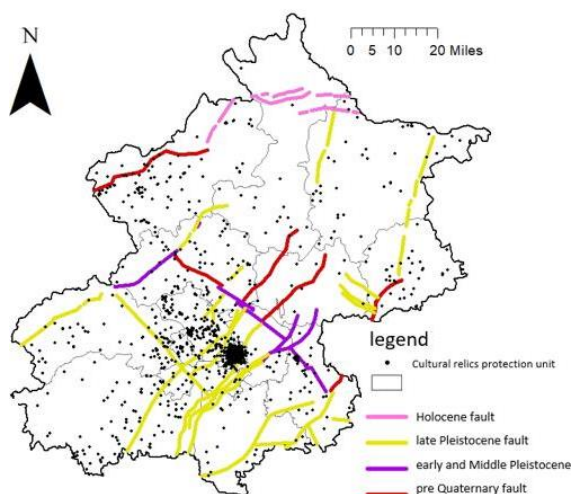 N
0 5 10 20 Miles
legend
Cultural relics protection unit
Holocene fault
late Pleistocene fault
early and Middle Pleistocene
pre Quaternary fault